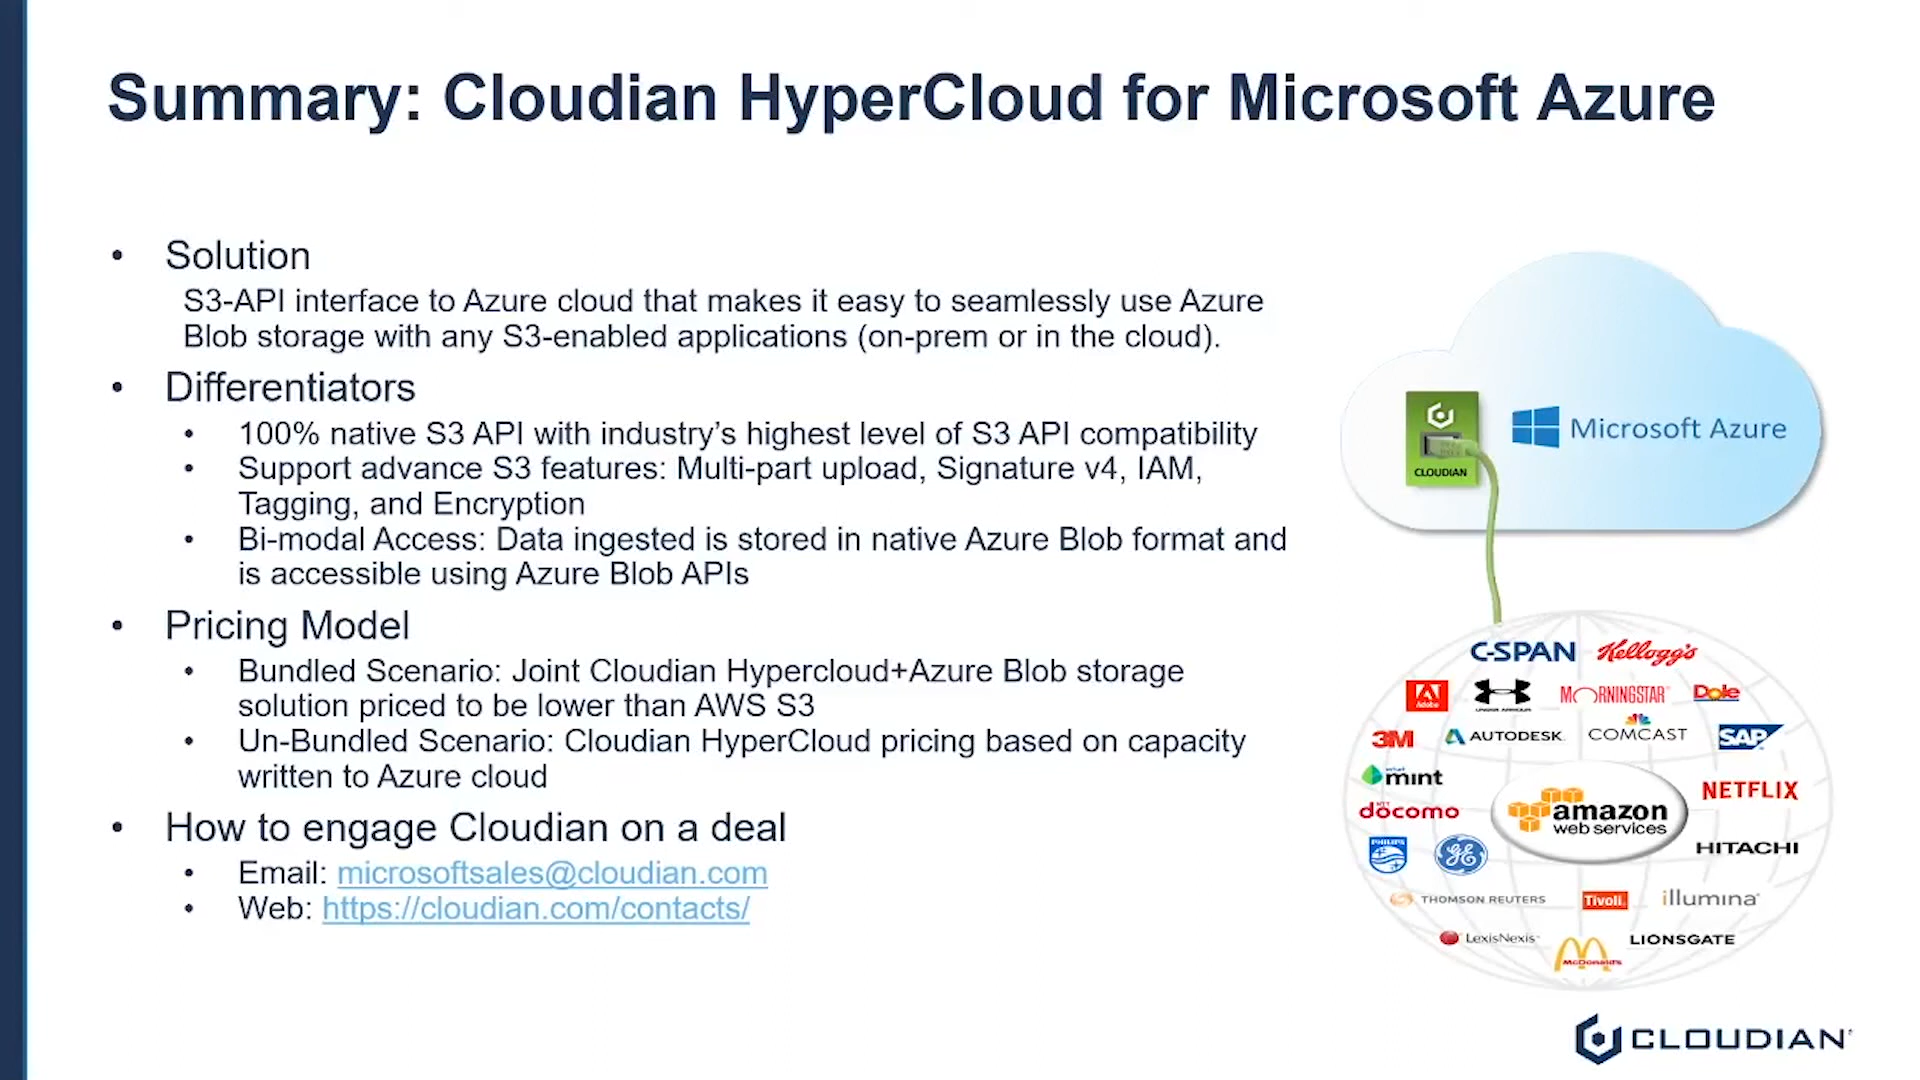 Summary: Cloudian HyperCloud for Microsoft Azure
• Solution
S3-API interface to Azure cloud that makes it easy to seamlessly use Azure
Blob storage with any S3-enabled applications (on-prem or in the cloud).
• Differentiators
• 100% native S3 API with industry’s highest level of S3 API compatibility
• Support advance S3 features: Multi-part upload, Signature v4, IAM,
Tagging, and Encryption
• Bi-modal Access: Data ingested is stored in native Azure Blob format and
is accessible using Azure Blob APIs
• Pricing Model
• Bundled Scenario: Joint Cloudian Hypercloud+Azure Blob storage
solution priced to be lower than AWS S3
• Un-Bundled Scenario: Cloudian HyperCloud pricing based on capacity
written to Azure cloud
• How to engage Cloudian on a deal
• Email: microsoftsales@cloudian.com
• Web: https://cloudian.com/contacts/
CLOUDIAN
Microsoft Azure
C-SPAN Kellogg's
Adobe UNDER ARMOUR MORNINGSTAR Dole
3M AUTODESK COMCAST SAP
mint NETFLIX
docomo amazon
web services
PHILIPS GE HITACHI
THOMSON REUTERS Tivoli illumina
LexisNexis McDonald's LIONSGATE
CLOUDIAN